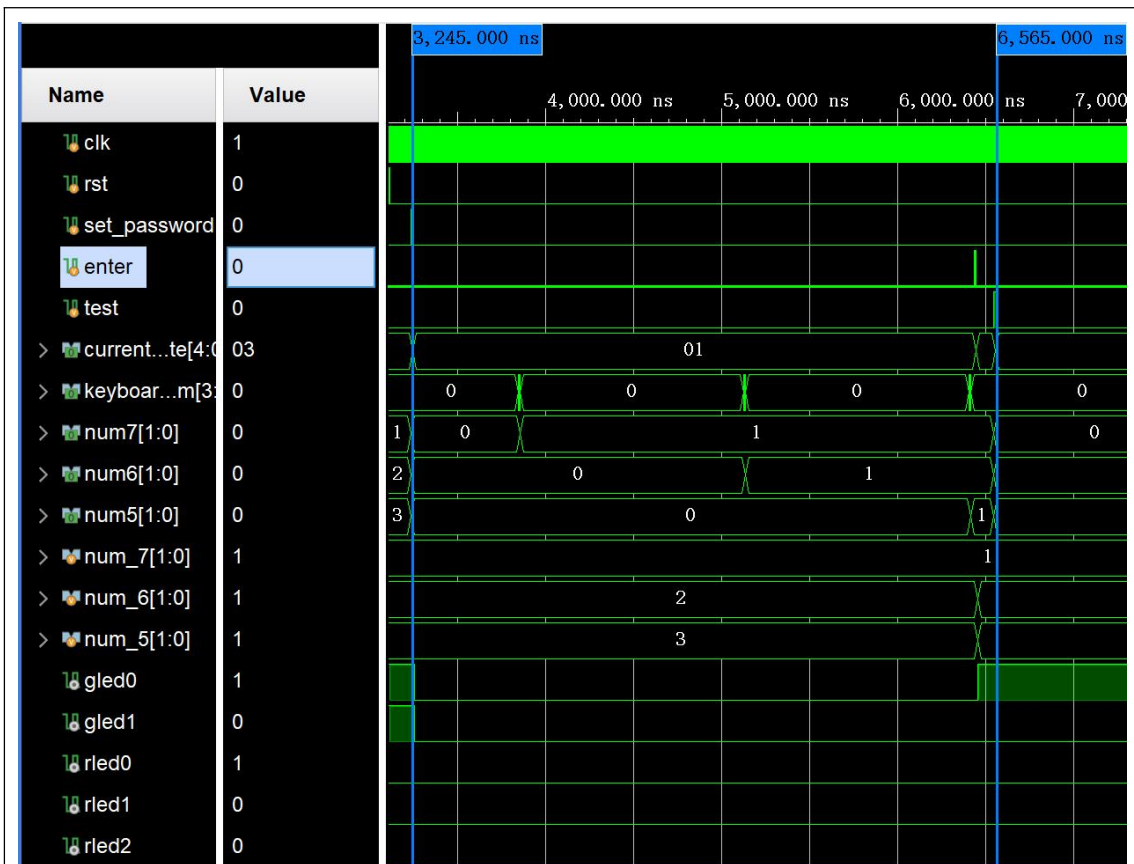 3,245.000 ns 6,565.000 ns
Name Value 4,000.000 ns 5,000.000 ns 6,000.000 ns 7,000
clk 1
rst 0
set_password 0
enter 0
test 0
current...te[4:0 03 01
keyboar...m[3: 0 0 0 0 0
num7[1:0] 0 1 0 1 0
num6[1:0] 0 2 0 1
num5[1:0] 0 3 0 1
num_7[1:0] 1 1
num_6[1:0] 1 2
num_5[1:0] 1 3
gled0 1
gled1 0
rled0 1
rled1 0
rled2 0